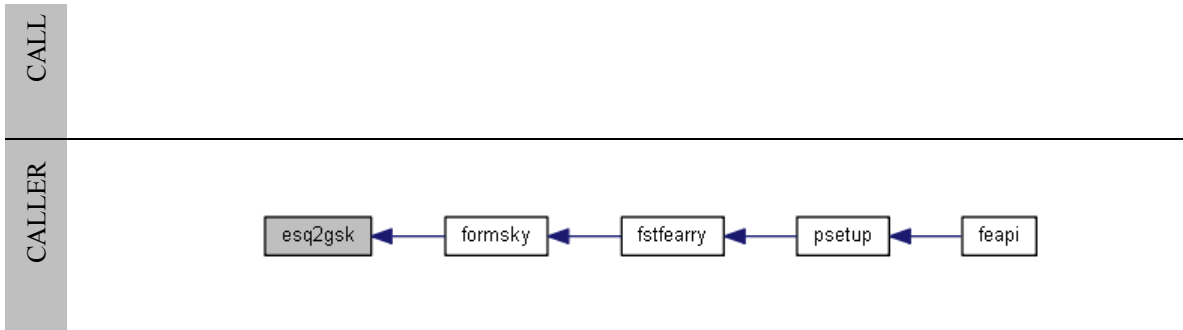 CALL
CALLER
esq2gsk
formsky
fstfearry
psetup
feapi